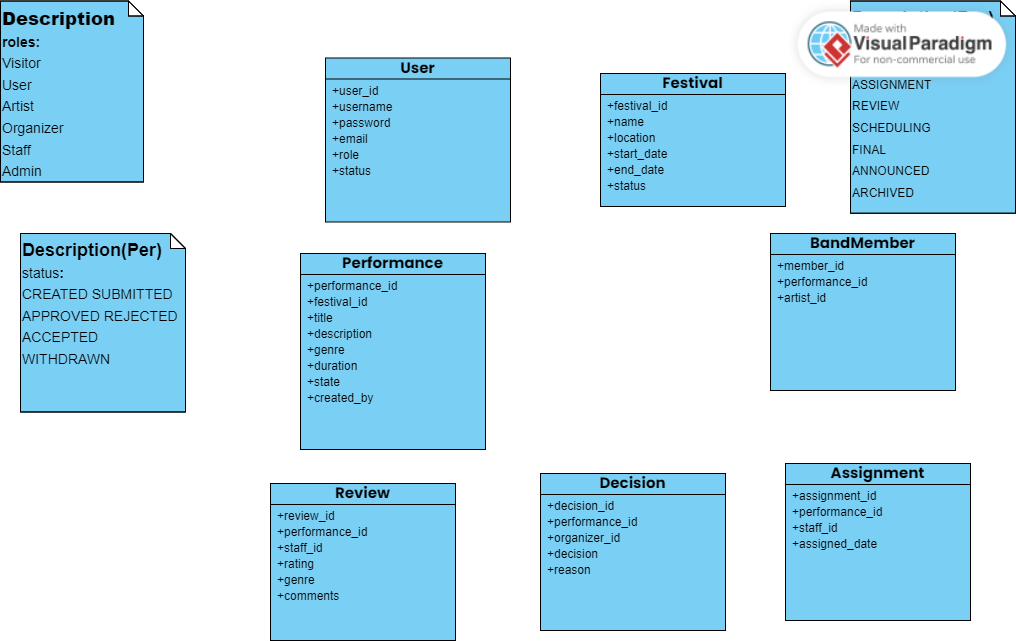 Description
roles:
Visitor
User
Artist
Organizer
Staff
Admin
User
+user_id
+username
+password
+email
+role
+status
Festival
+festival_id
+name
+location
+start_date
+end_date
+status
Made with
Visual Paradigm
For non-commercial use
ASSIGNMENT
REVIEW
SCHEDULING
FINAL
ANNOUNCED
ARCHIVED
Description(Per)
status:
CREATED SUBMITTED
APPROVED REJECTED
ACCEPTED
WITHDRAWN
Performance
+performance_id
+festival_id
+title
+description
+genre
+duration
+state
+created_by
BandMember
+member_id
+performance_id
+artist_id
Review
+review_id
+performance_id
+staff_id
+rating
+genre
+comments
Decision
+decision_id
+performance_id
+organizer_id
+decision
+reason
Assignment
+assignment_id
+performance_id
+staff_id
+assigned_date